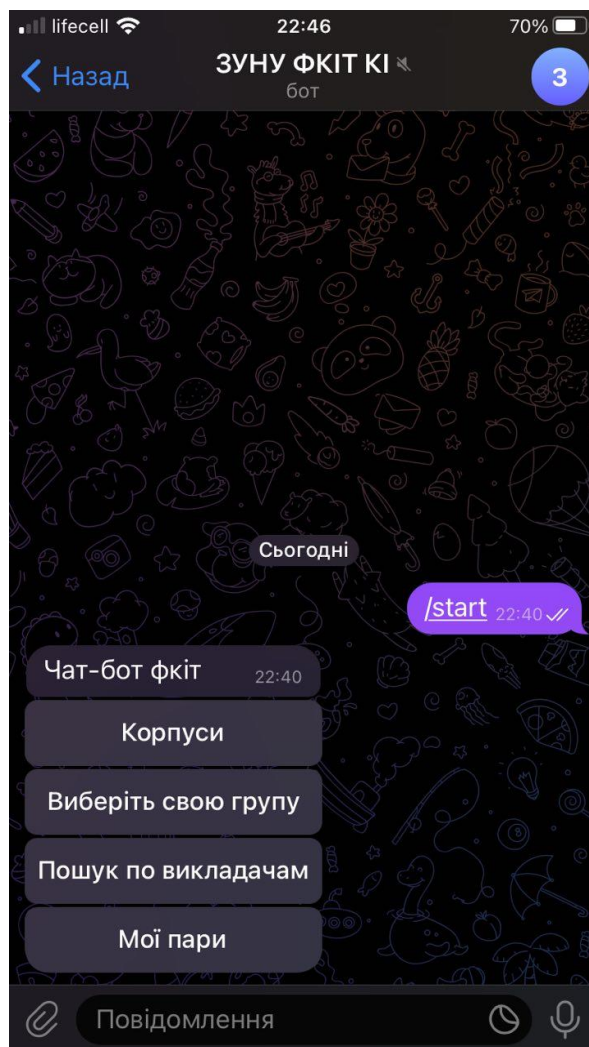 lifecell 22:46 70%
Назад ЗУНУ ФКІТ КІ З
бот
Сьогодні
/start 22:40
Чат-бот фкіт 22:40
Корпуси
Виберіть свою групу
Пошук по викладачам
Мої пари
Повідомлення